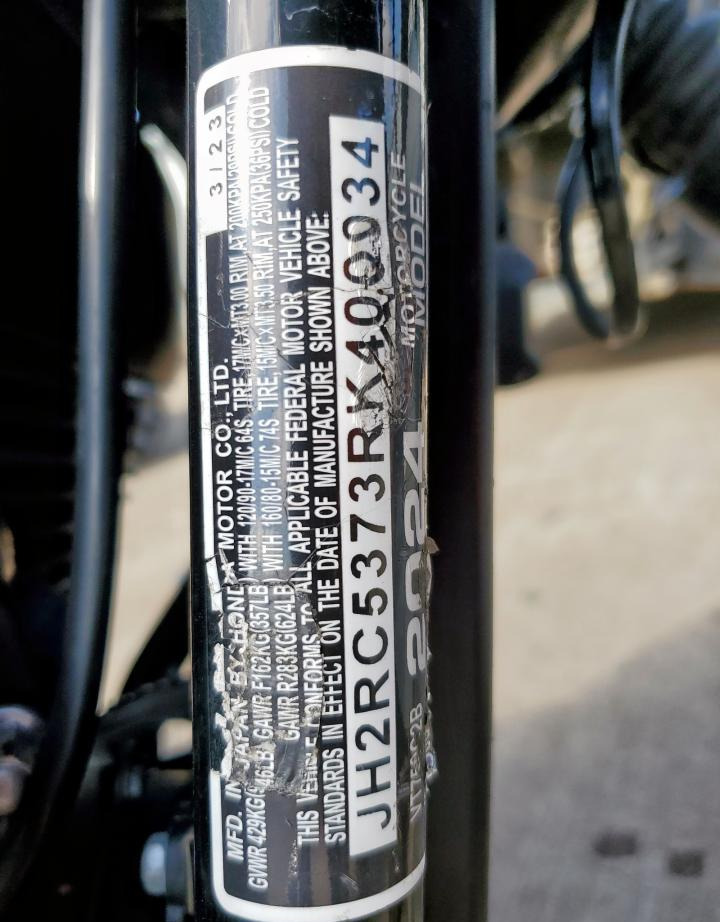 MFD. IN JAPAN BY HONDA MOTOR CO., LTD. 3/23
GVWR 429KG(946LB) GAWR F162KG(357LB) WITH 120/90-17M/C 64S TIRE,17M/CXMT3.00 RIM,AT 200KPA(29PSI) COLD
GAWR R283KG(624LB) WITH 160/80-15M/C 74S TIRE,15M/CXMT3.50 RIM,AT 250KPA(36PSI) COLD
THIS VEHICLE CONFORMS TO ALL APPLICABLE FEDERAL MOTOR VEHICLE SAFETY
STANDARDS IN EFFECT ON THE DATE OF MANUFACTURE SHOWN ABOVE:
JH2RC5373RK400034
MOTORCYCLE
2024 MODEL